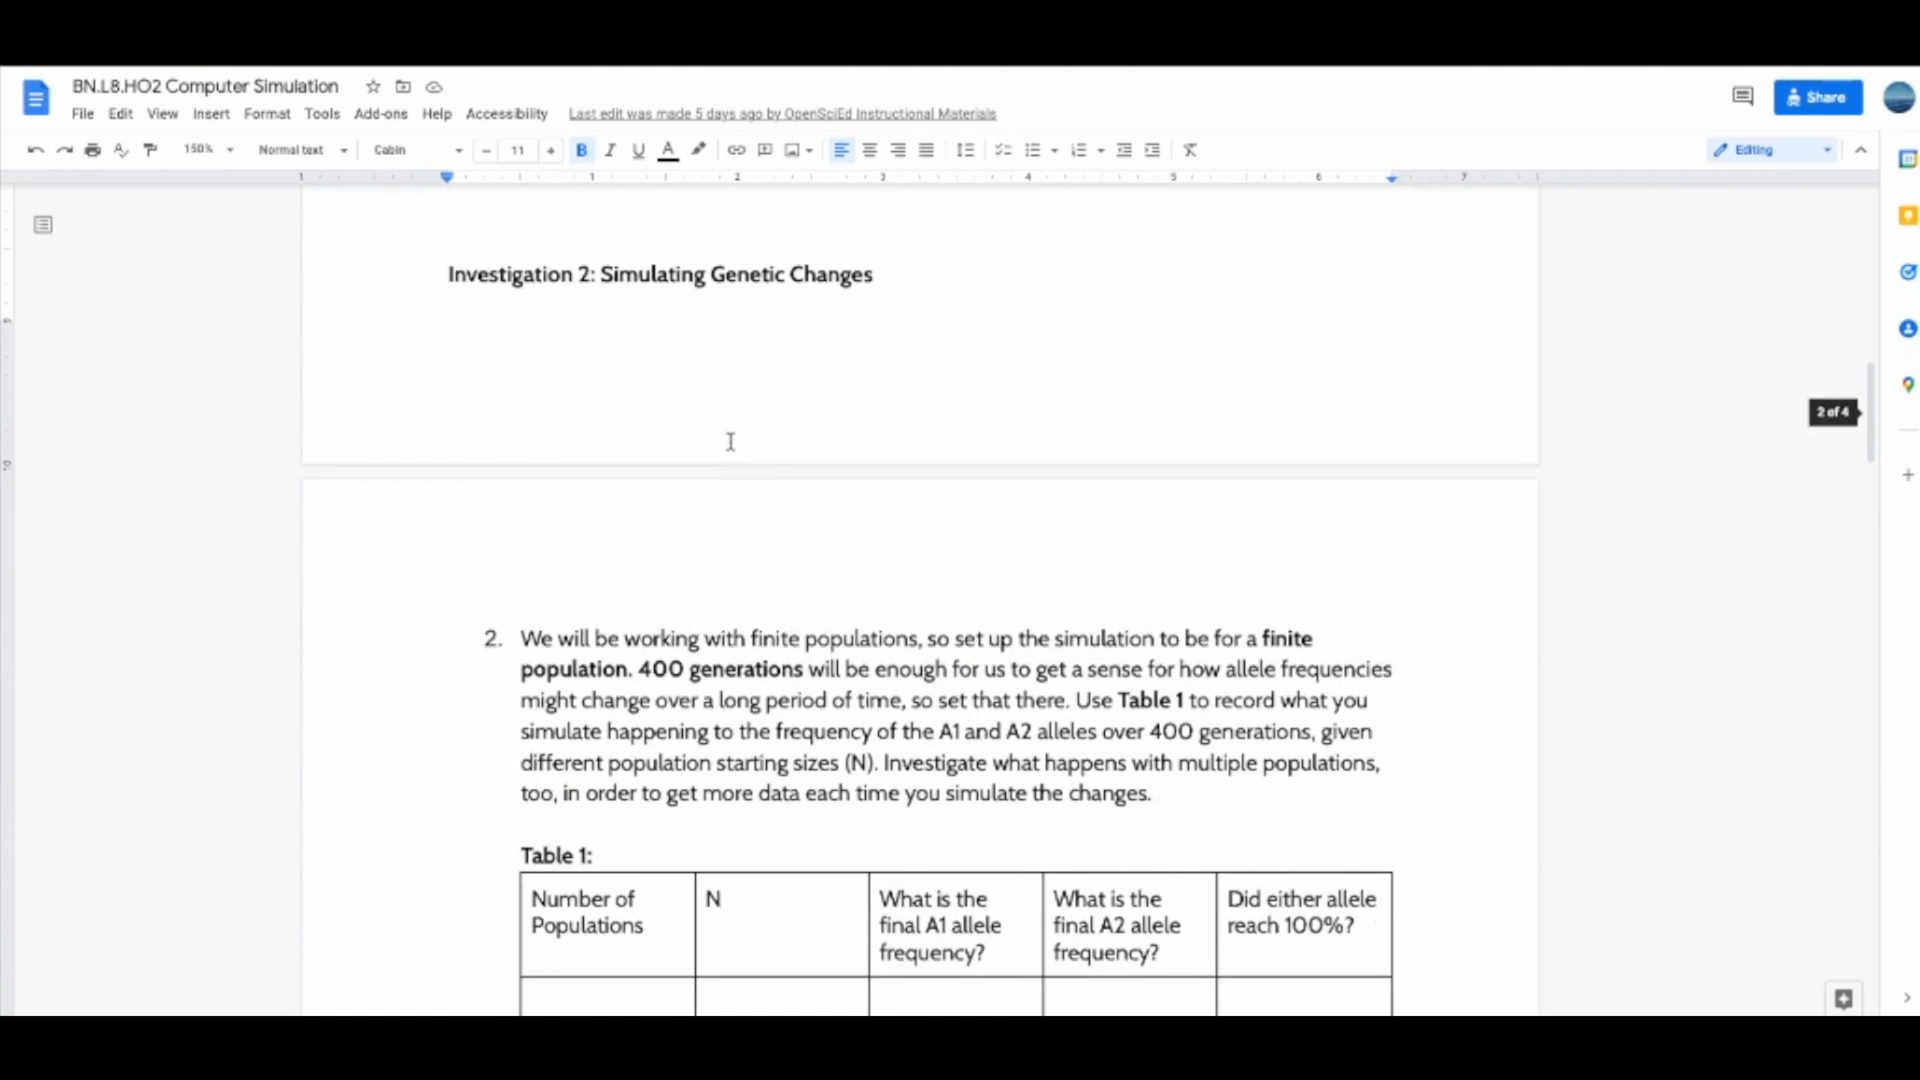 BN.L8.HO2 Computer Simulation
File Edit View Insert Format Tools Add-ons Help Accessibility Last edit was made 5 days ago by OpenSciEd Instructional Materials
Share
150% Normal text Cabin 11 B I U A Editing
1 1 2 3 4 5 6 7
Investigation 2: Simulating Genetic Changes
2 of 4
2. We will be working with finite populations, so set up the simulation to be for a finite
population. 400 generations will be enough for us to get a sense for how allele frequencies
might change over a long period of time, so set that there. Use Table 1 to record what you
simulate happening to the frequency of the A1 and A2 alleles over 400 generations, given
different population starting sizes (N). Investigate what happens with multiple populations,
too, in order to get more data each time you simulate the changes.
Table 1:
Number of
Populations
N
What is the
final A1 allele
frequency?
What is the
final A2 allele
frequency?
Did either allele
reach 100%?